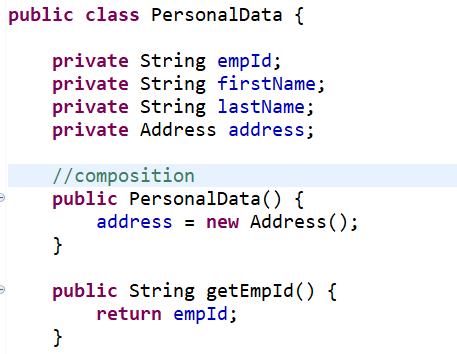 public class PersonalData {
private String empId;
private String firstName;
private String lastName;
private Address address;
//composition
public PersonalData() {
address = new Address();
}
public String getEmpId() {
return empId;
}